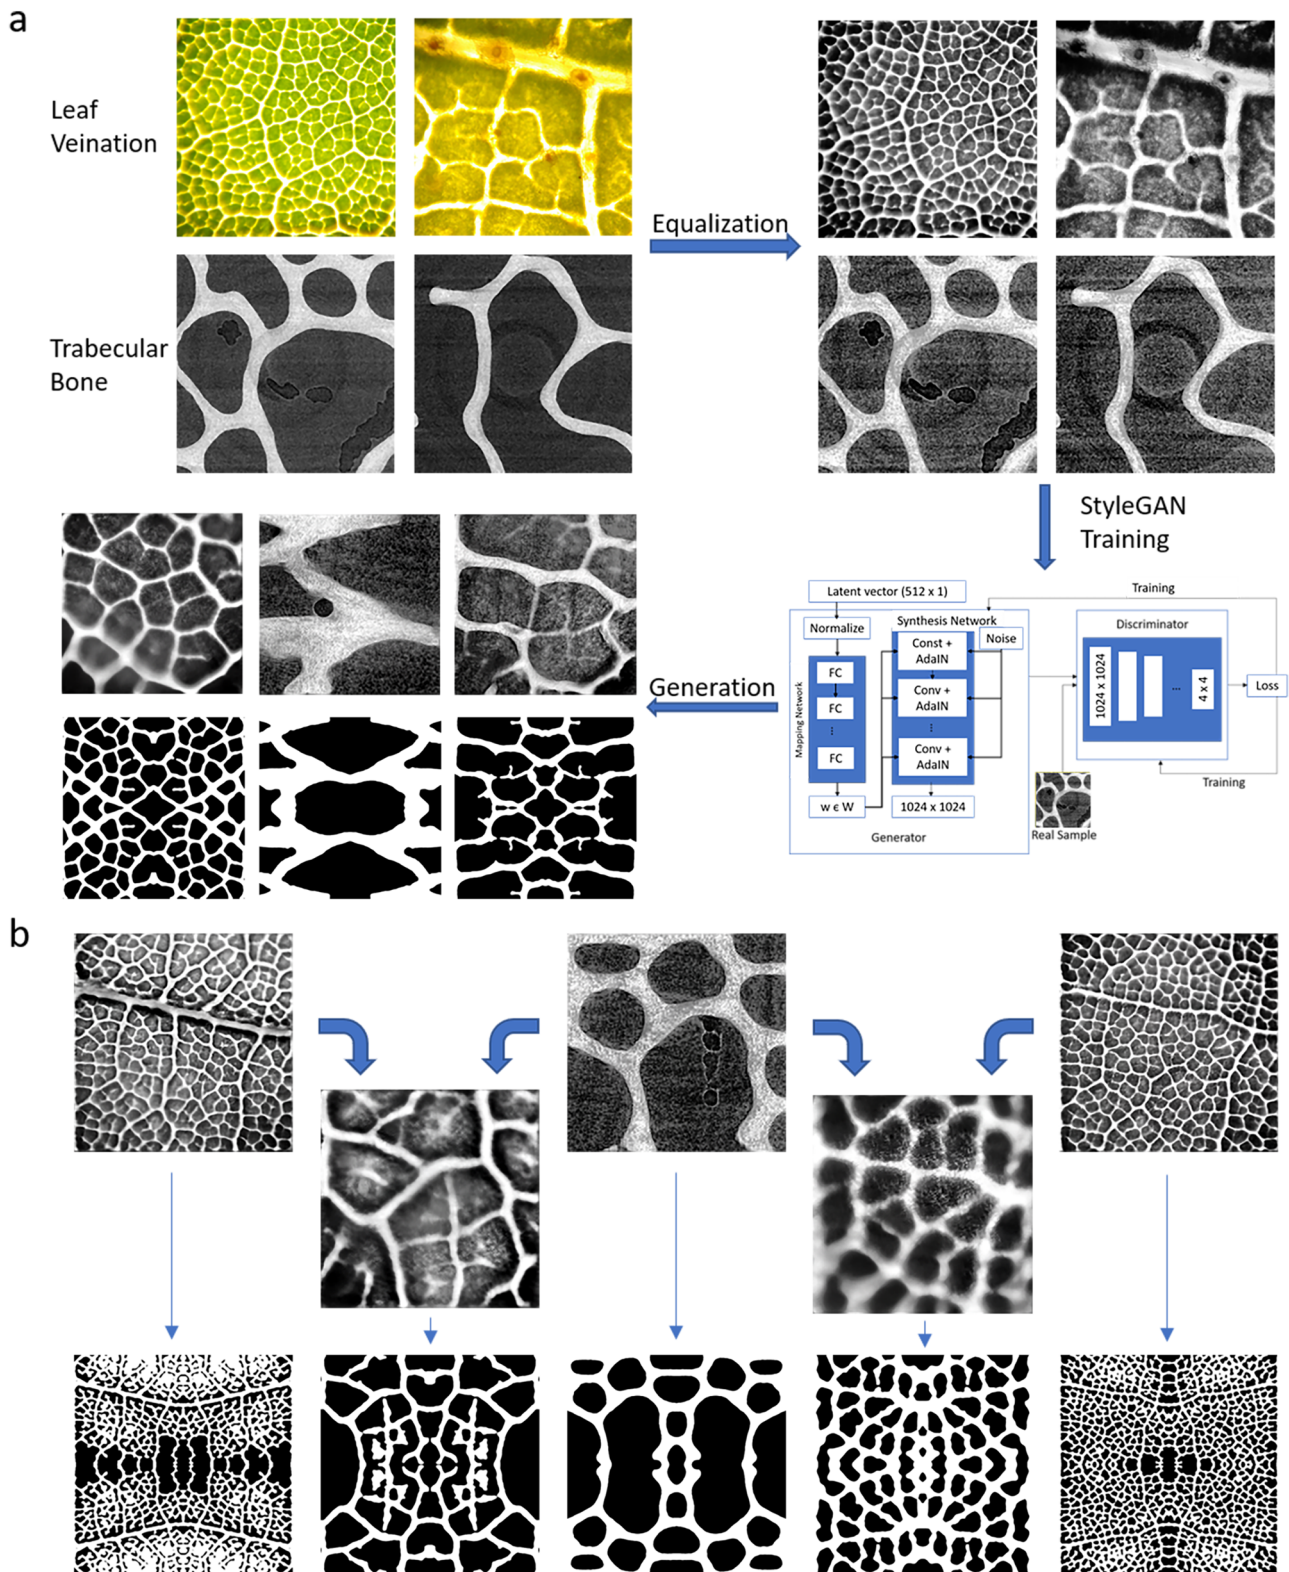 a
Leaf
Veination
Equalization
Trabecular
Bone
StyleGAN
Training
Latent vector (512 x 1)
Training
Normalize
Synthesis Network
Noise
Discriminator
Const +
AdaIN
FC
1024 x 1024
...
4 x 4
Loss
Generation
Mapping Network
FC
Conv +
AdaIN
...
...
FC
Conv +
AdaIN
w ϵ W
1024 x 1024
Training
Generator
Real Sample
b